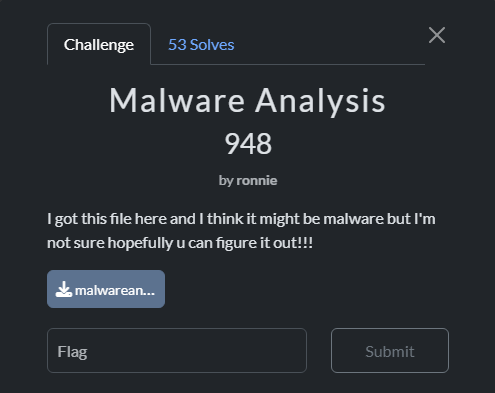 Challenge
53 Solves
Malware Analysis
948
by ronnie
I got this file here and I think it might be malware but I'm
not sure hopefully u can figure it out!!!
malwarean...
Flag
Submit